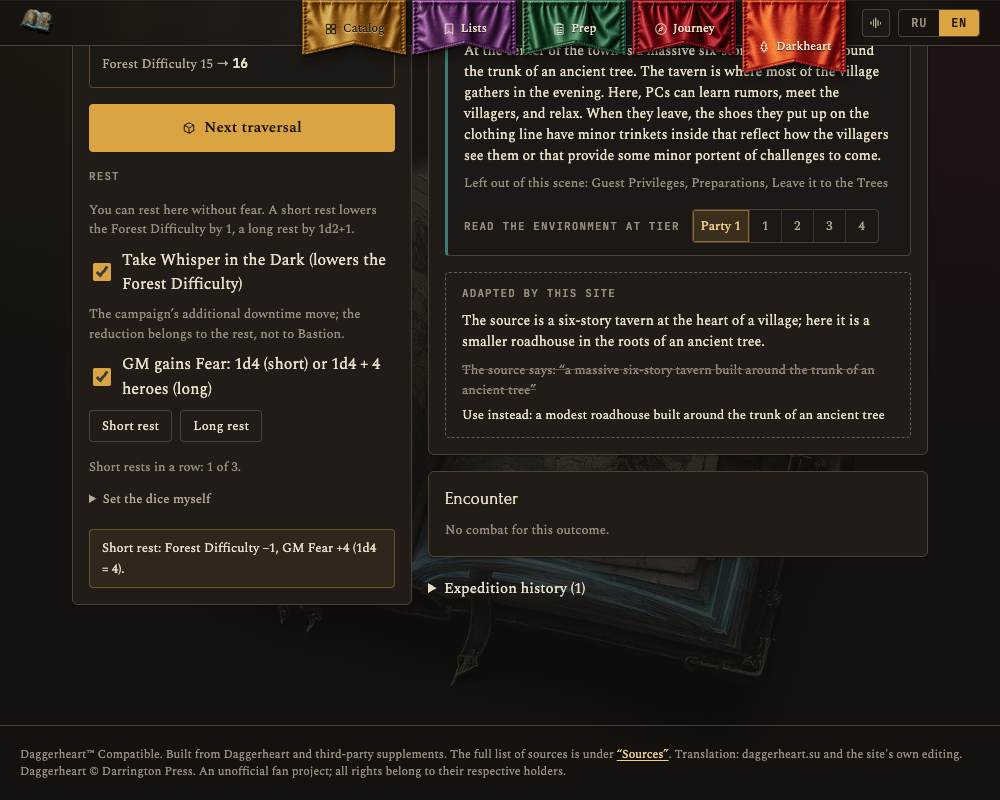 Catalog
Lists
Prep
Journey
Darkheart
RU
EN
Forest Difficulty 15 → 16
Next traversal
REST
You can rest here without fear. A short rest lowers
the Forest Difficulty by 1, a long rest by 1d2+1.
Take Whisper in the Dark (lowers the
Forest Difficulty)
The campaign's additional downtime move; the
reduction belongs to the rest, not to Bastion.
GM gains Fear: 1d4 (short) or 1d4 + 4
heroes (long)
Short rest
Long rest
Short rests in a row: 1 of 3.
Set the dice myself
Short rest: Forest Difficulty −1, GM Fear +4 (1d4
= 4).
At the center of the town is a massive six-
the trunk of an ancient tree. The tavern is where most of the village
gathers in the evening. Here, PCs can learn rumors, meet the
villagers, and relax. When they leave, the shoes they put up on the
clothing line have minor trinkets inside that reflect how the villagers
see them or that provide some minor portent of challenges to come.
Left out of this scene: Guest Privileges, Preparations, Leave it to the Trees
READ THE ENVIRONMENT AT TIER
Party 1
1
2
3
4
ADAPTED BY THIS SITE
The source is a six-story tavern at the heart of a village; here it is a
smaller roadhouse in the roots of an ancient tree.
The source says: “a massive six-story tavern built around the trunk of an
ancient tree”
Use instead: a modest roadhouse built around the trunk of an ancient tree
Encounter
No combat for this outcome.
Expedition history (1)
Daggerheart™ Compatible. Built from Daggerheart and third-party supplements. The full list of sources is under “Sources”. Translation: daggerheart.su and the site's own editing.
Daggerheart © Darrington Press. An unofficial fan project; all rights belong to their respective holders.